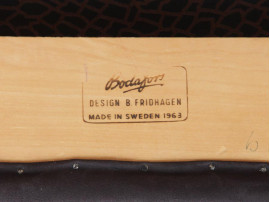 Bodafors
DESIGN B FRIDHAGEN
MADE IN SWEDEN 1963